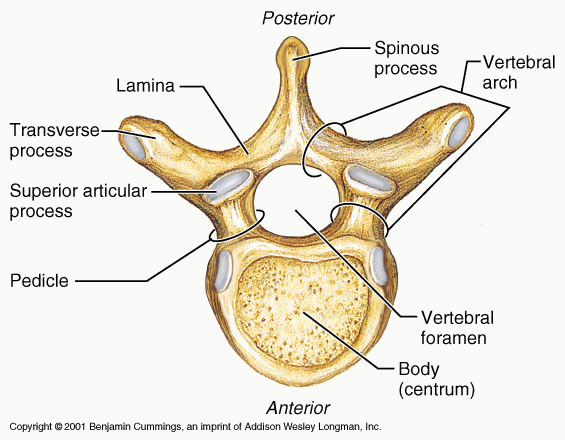 Posterior
Spinous
process
Vertebral
arch
Lamina
Transverse
process
Superior articular
process
Pedicle
Vertebral
foramen
Body
(centrum)
Anterior
Copyright © 2001 Benjamin Cummings, an imprint of Addison Wesley Longman, Inc.